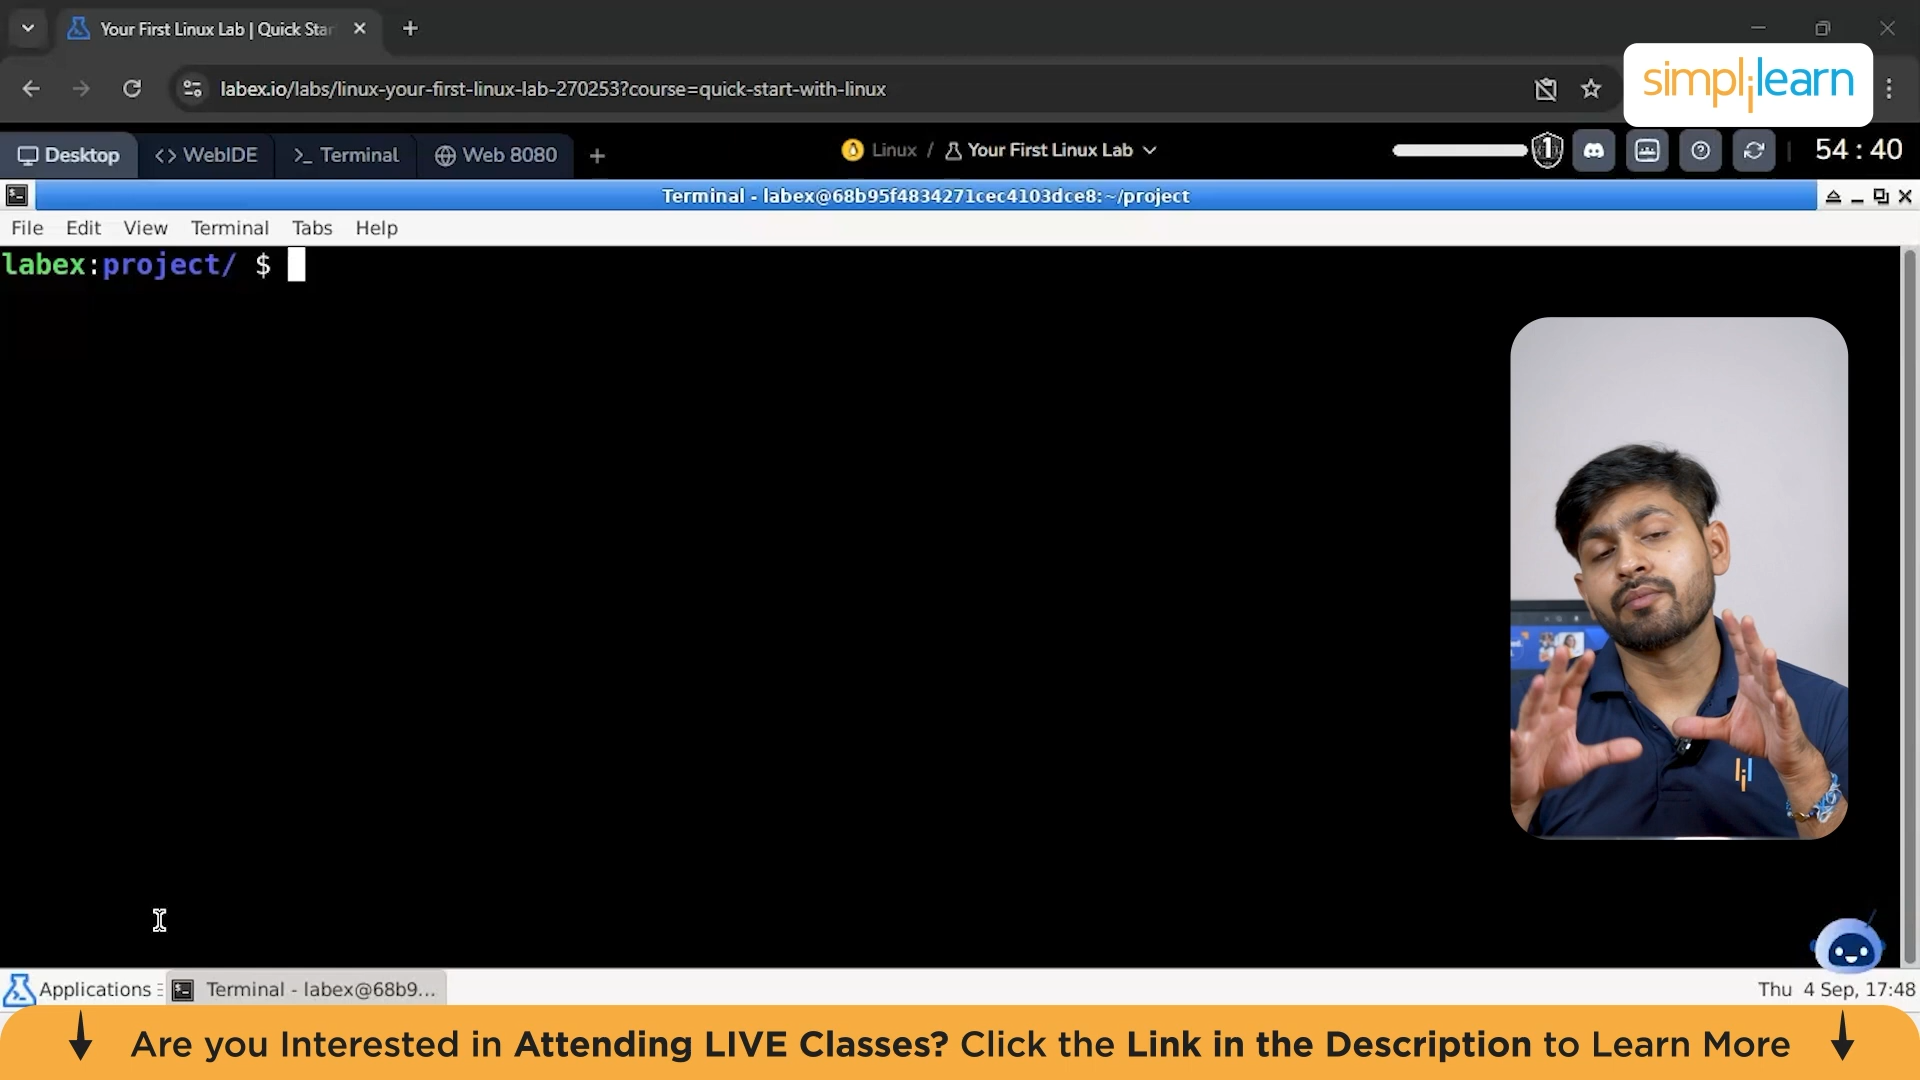 Your First Linux Lab | Quick Star
labex.io/labs/linux-your-first-linux-lab-270253?course=quick-start-with-linux
simplilearn
Desktop
WebIDE
Terminal
Web 8080
Linux / Your First Linux Lab
1
54 : 40
Terminal - labex@68b95f4834271cec4103dce8:~/project
File Edit View Terminal Tabs Help
labex:project/ $
Applications
Terminal - labex@68b9...
Thu 4 Sep, 17:48
Are you Interested in Attending LIVE Classes? Click the Link in the Description to Learn More